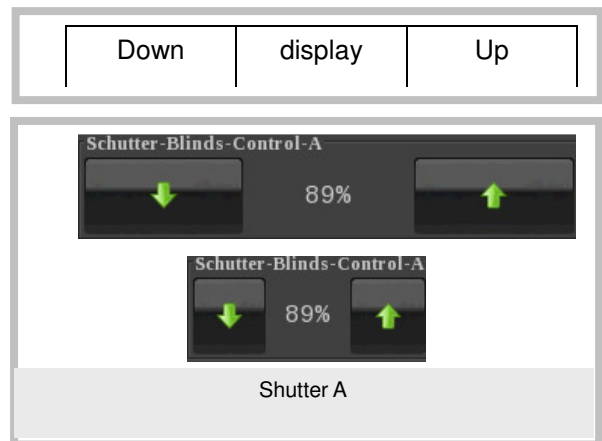 Down display Up
Schutter-Blinds-Control-A
89%
Schutter-Blinds-Control-A
89%
Shutter A